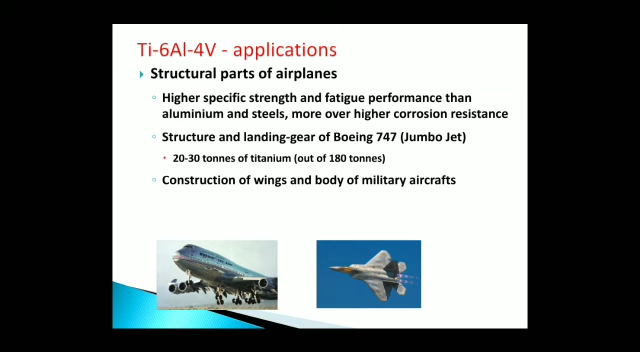 Ti-6Al-4V - applications
Structural parts of airplanes
Higher specific strength and fatigue performance than
aluminium and steels, more over higher corrosion resistance
Structure and landing-gear of Boeing 747 (Jumbo Jet)
20-30 tonnes of titanium (out of 180 tonnes)
Construction of wings and body of military aircrafts